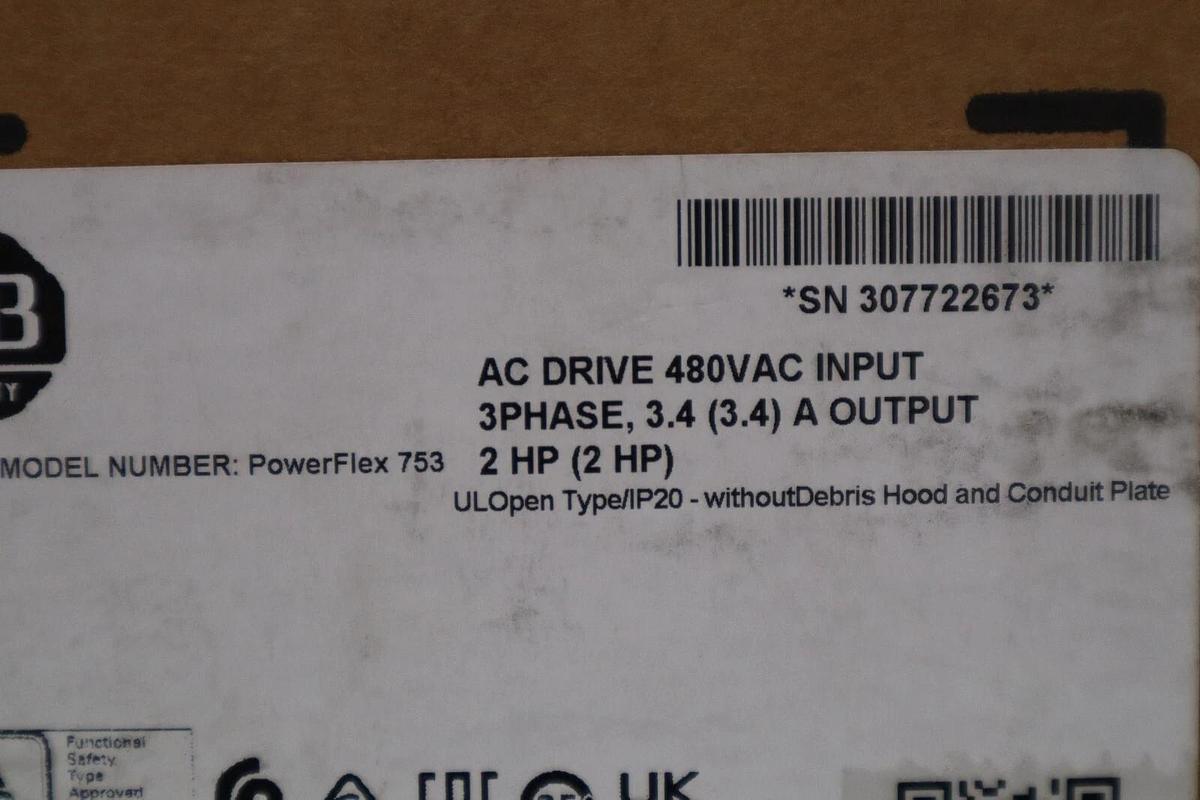 *SN 307722673*
AC DRIVE 480VAC INPUT
3PHASE, 3.4 (3.4) A OUTPUT
MODEL NUMBER: PowerFlex 753 2 HP (2 HP)
ULOpen Type/IP20 - withoutDebris Hood and Conduit Plate
Functional
Safety
Type
Approved
UK